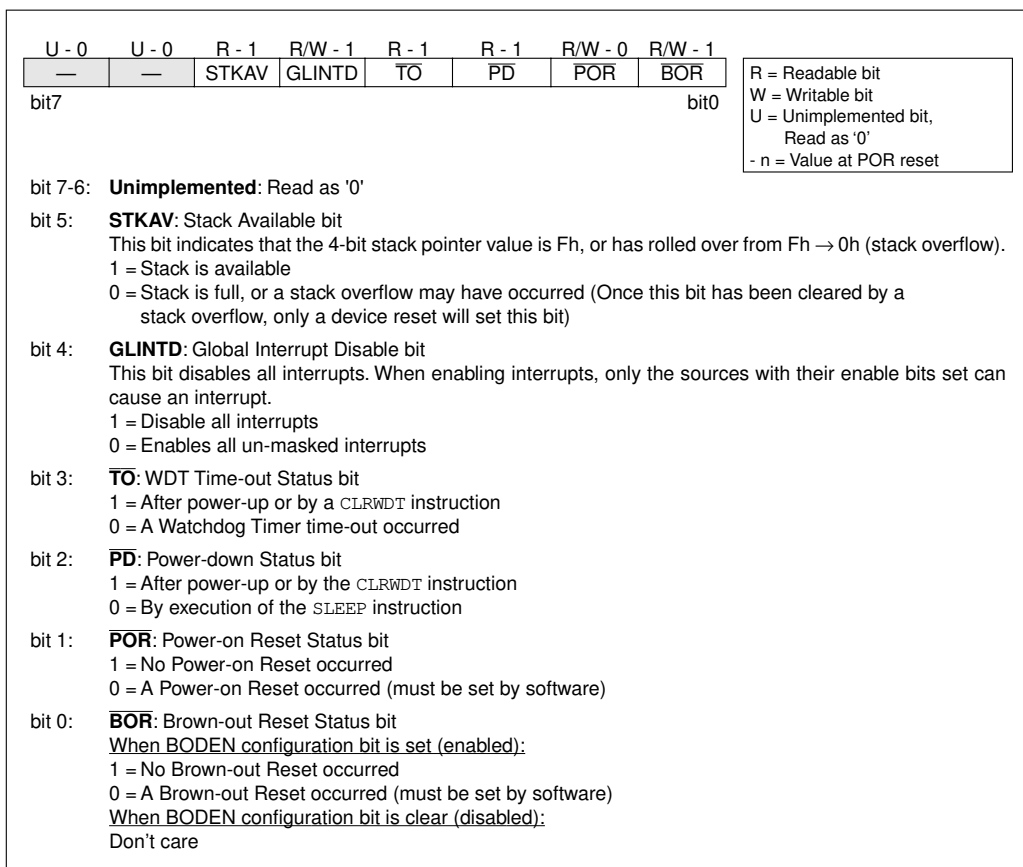 U - 0 U - 0 R - 1 R/W - 1 R - 1 R - 1 R/W - 0 R/W - 1
— — STKAV GLINTD T̅O̅ P̅D̅ P̅O̅R̅ B̅O̅R̅
bit7 bit0
R = Readable bit
W = Writable bit
U = Unimplemented bit,
Read as ‘0’
- n = Value at POR reset
bit 7-6: Unimplemented: Read as '0'
bit 5: STKAV: Stack Available bit
This bit indicates that the 4-bit stack pointer value is Fh, or has rolled over from Fh → 0h (stack overflow).
1 = Stack is available
0 = Stack is full, or a stack overflow may have occurred (Once this bit has been cleared by a
stack overflow, only a device reset will set this bit)
bit 4: GLINTD: Global Interrupt Disable bit
This bit disables all interrupts. When enabling interrupts, only the sources with their enable bits set can
cause an interrupt.
1 = Disable all interrupts
0 = Enables all un-masked interrupts
bit 3: T̅O̅: WDT Time-out Status bit
1 = After power-up or by a CLRWDT instruction
0 = A Watchdog Timer time-out occurred
bit 2: P̅D̅: Power-down Status bit
1 = After power-up or by the CLRWDT instruction
0 = By execution of the SLEEP instruction
bit 1: P̅O̅R̅: Power-on Reset Status bit
1 = No Power-on Reset occurred
0 = A Power-on Reset occurred (must be set by software)
bit 0: B̅O̅R̅: Brown-out Reset Status bit
When BODEN configuration bit is set (enabled):
1 = No Brown-out Reset occurred
0 = A Brown-out Reset occurred (must be set by software)
When BODEN configuration bit is clear (disabled):
Don't care